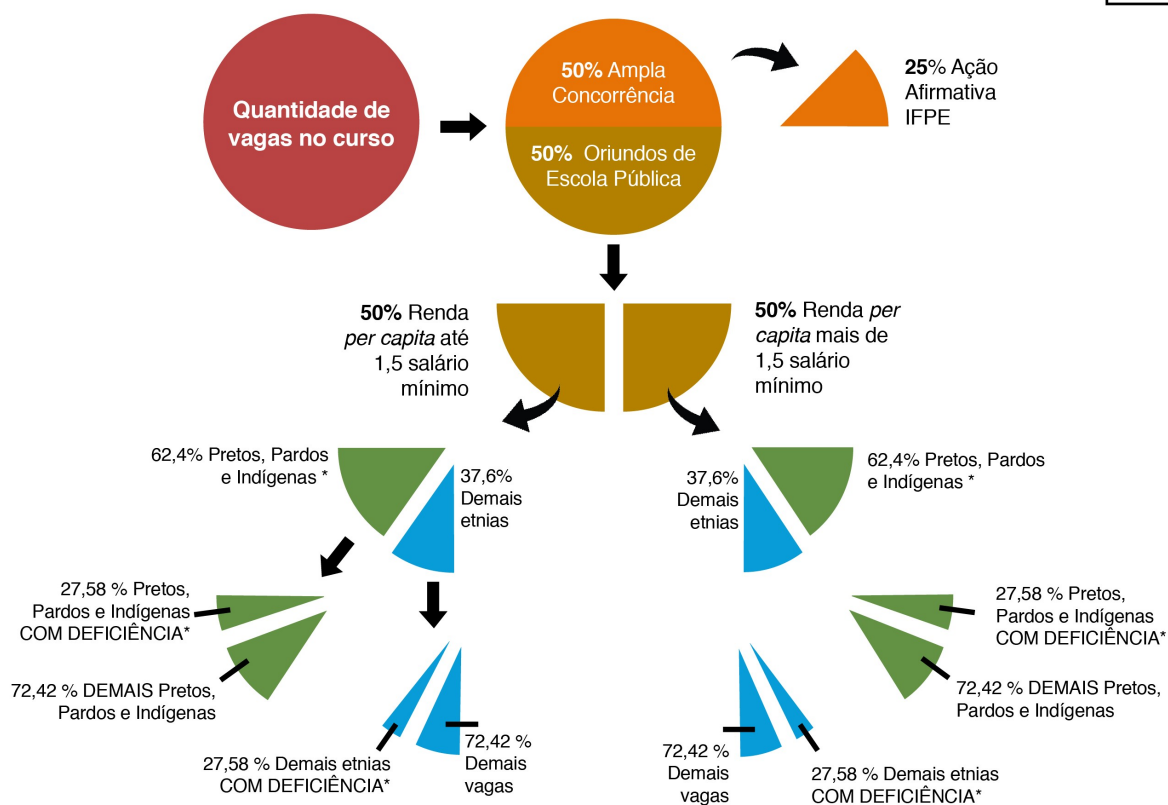 Quantidade de
vagas no curso
50% Ampla
Concorrência
50% Oriundos de
Escola Pública
25% Ação
Afirmativa
IFPE
50% Renda
per capita até
1,5 salário
mínimo
50% Renda per
capita mais de
1,5 salário
mínimo
62,4% Pretos, Pardos
e Indígenas *
37,6%
Demais
etnias
37,6%
Demais
etnias
62,4% Pretos, Pardos
e Indígenas *
27,58 % Pretos,
Pardos e Indígenas
COM DEFICIÊNCIA*
72,42 % DEMAIS Pretos,
Pardos e Indígenas
27,58 % Demais etnias
COM DEFICIÊNCIA*
72,42 %
Demais
vagas
72,42 %
Demais
vagas
27,58 % Demais etnias
COM DEFICIÊNCIA*
27,58 % Pretos,
Pardos e Indígenas
COM DEFICIÊNCIA*
72,42 % DEMAIS Pretos,
Pardos e Indígenas